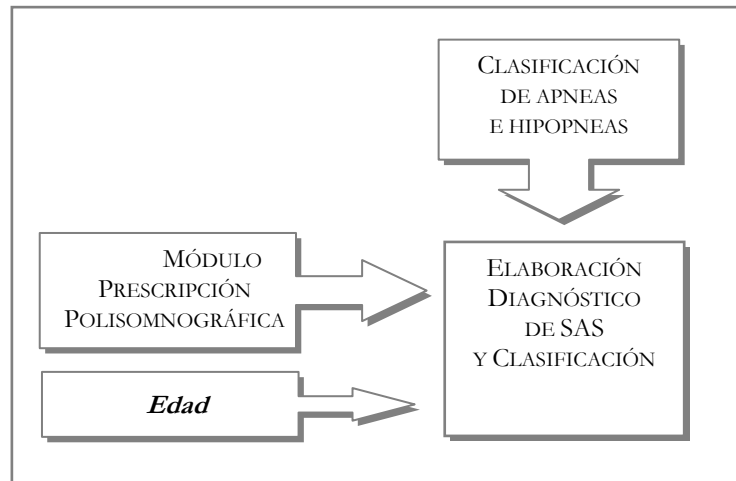 CLASIFICACIÓN
DE APNEAS
E HIPOPNEAS
MÓDULO
PRESCRIPCIÓN
POLISOMNOGRÁFICA
ELABORACIÓN
DIAGNÓSTICO
DE SAS
Y CLASIFICACIÓN
Edad